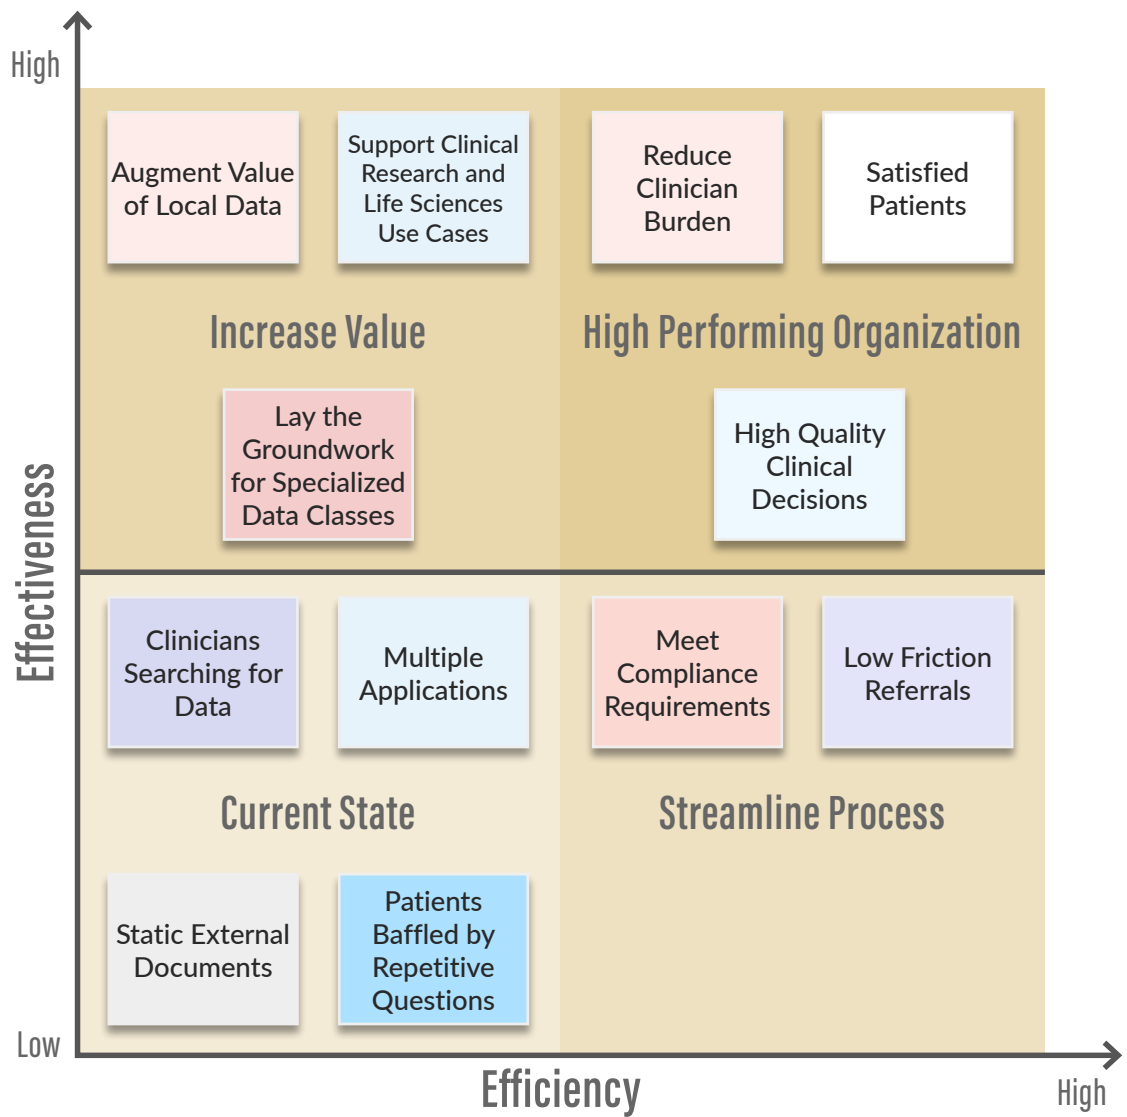 High
Augment Value
of Local Data
Support Clinical
Research and
Life Sciences
Use Cases
Reduce
Clinician
Burden
Satisfied
Patients
Increase Value
High Performing Organization
Lay the
Groundwork
for Specialized
Data Classes
High Quality
Clinical
Decisions
Effectiveness
Clinicians
Searching for
Data
Multiple
Applications
Meet
Compliance
Requirements
Low Friction
Referrals
Current State
Streamline Process
Static External
Documents
Patients
Baffled by
Repetitive
Questions
Low
Efficiency
High